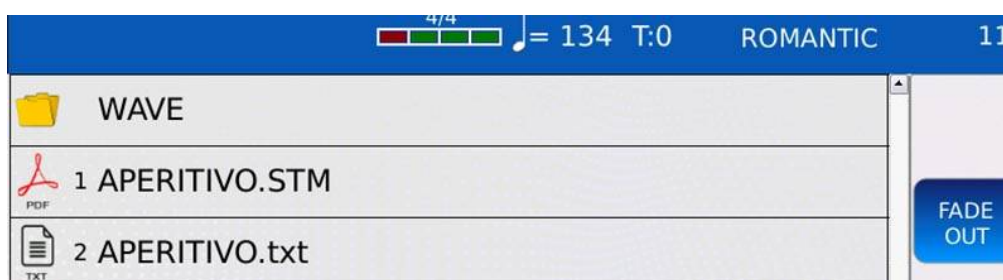 4/4
= 134 T:0 ROMANTIC 11
WAVE
PDF 1 APERITIVO.STM
FADE OUT
TXT 2 APERITIVO.txt